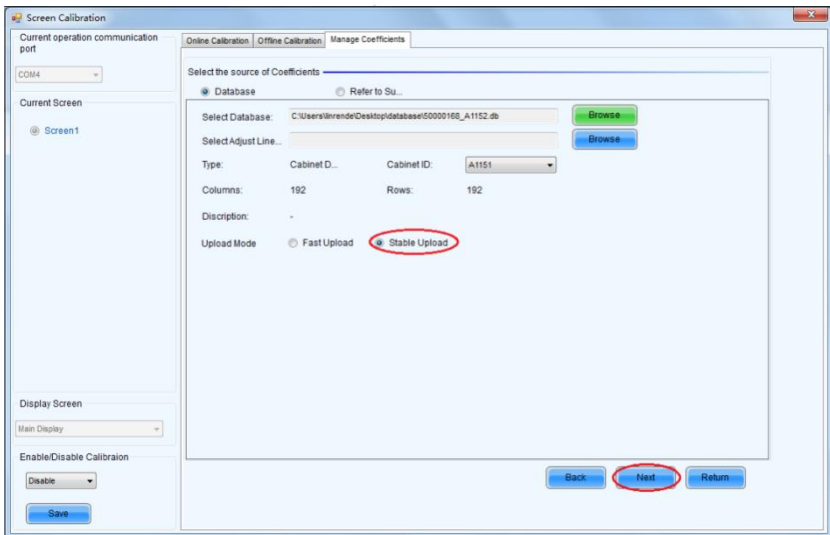 Screen Calibration
Current operation communication
port
COM4
Current Screen
Screen1
Display Screen
Main Display
Enable/Disable Calibraion
Disable
Save
Online Calibration Offline Calibration Manage Coefficients
Select the source of Coefficients
Database Refer to Su...
Select Database: C:\Users\linrende\Desktop\database\50000168_A1152.db Browse
Select Adjust Line... Browse
Type: Cabinet D... Cabinet ID: A1151
Columns: 192 Rows: 192
Discription: -
Upload Mode Fast Upload Stable Upload
Back Next Return